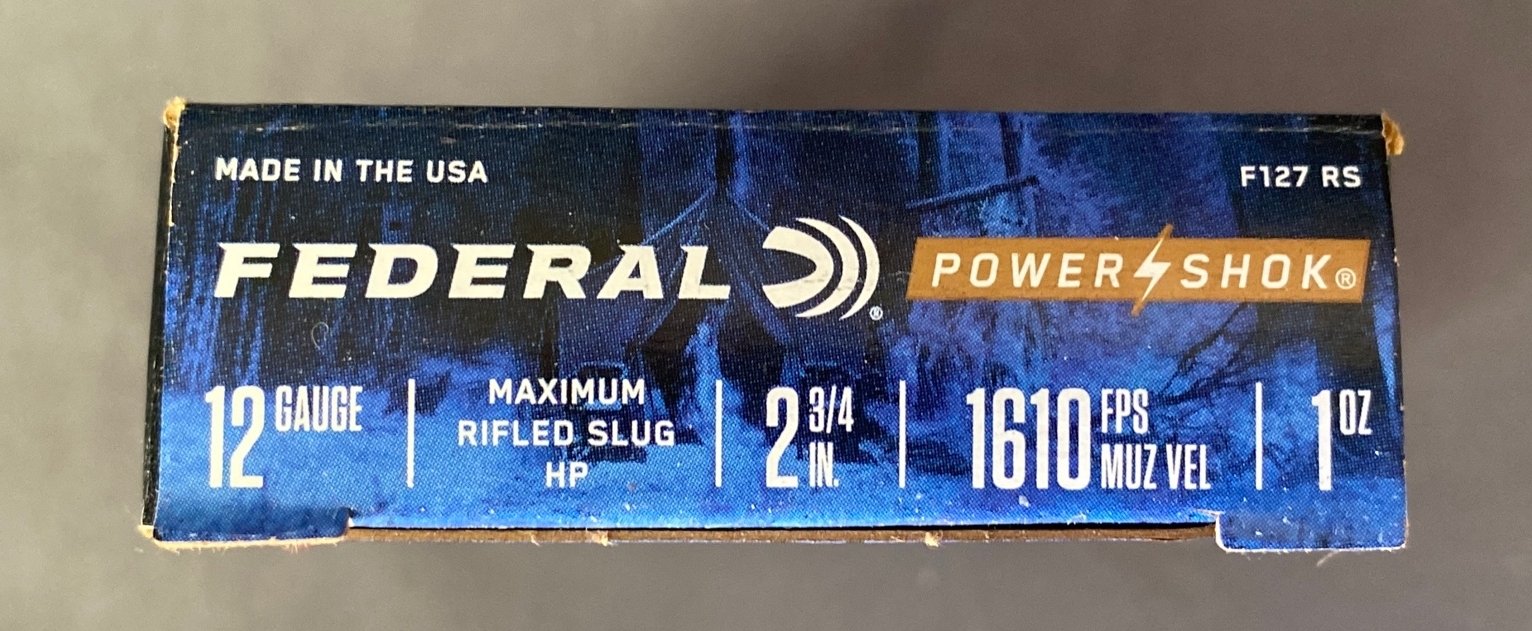 MADE IN THE USA
F127 RS
FEDERAL ®
POWER SHOK®
12 GAUGE
MAXIMUM
RIFLED SLUG
HP
2 3/4
IN.
1610 FPS
MUZ VEL
1 OZ